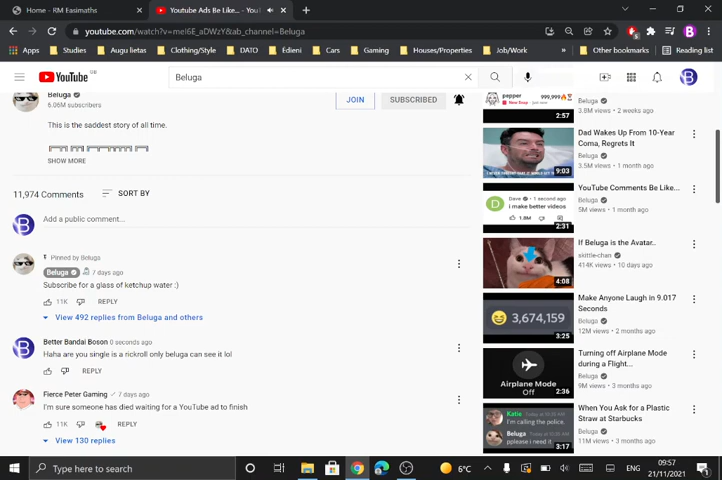 Home - RM Easimaths
Youtube Ads Be Like... - You
youtube.com/watch?v=mel6E_aDWzY&ab_channel=Beluga
Apps
Studies
Augu lietas
Clothing/Style
DATO
Edieni
Cars
Gaming
Houses/Properties
Job/Work
»
Other bookmarks
Reading list
YouTube
Beluga
B
Beluga
6.06M subscribers
JOIN
SUBSCRIBED
This is the saddest story of all time.
SHOW MORE
11,974 Comments
SORT BY
Add a public comment...
Pinned by Beluga
Beluga 7 days ago
Subscribe for a glass of ketchup water :)
11K REPLY
View 492 replies from Beluga and others
Better Bandai Boson 0 seconds ago
Haha are you single is a rickroll only beluga can see it lol
REPLY
Fierce Peter Gaming 7 days ago
I'm sure someone has died waiting for a YouTube ad to finish
11K REPLY
View 130 replies
pepper 999,999
2:57
Beluga
3.8M views • 2 weeks ago
9:03
Dad Wakes Up From 10-Year
Coma, Regrets It
Beluga
3.5M views • 1 month ago
Dave 1 second ago
i make better videos
1.8M
2:31
YouTube Comments Be Like...
Beluga
5M views • 1 month ago
4:08
If Beluga is the Avatar..
skittle-chan
414K views • 10 days ago
3,674,159
3:25
Make Anyone Laugh in 9.017
Seconds
Beluga
12M views • 2 months ago
Airplane Mode
Off
2:36
Turning off Airplane Mode
during a Flight...
Beluga
9M views • 3 months ago
Katie
I'm calling the police.
Beluga
pplease i need it
3:17
When You Ask for a Plastic
Spork at Starbucks
Beluga
11M views • 3 months ago
Type here to search
6°C
ENG
09:57
21/11/2021